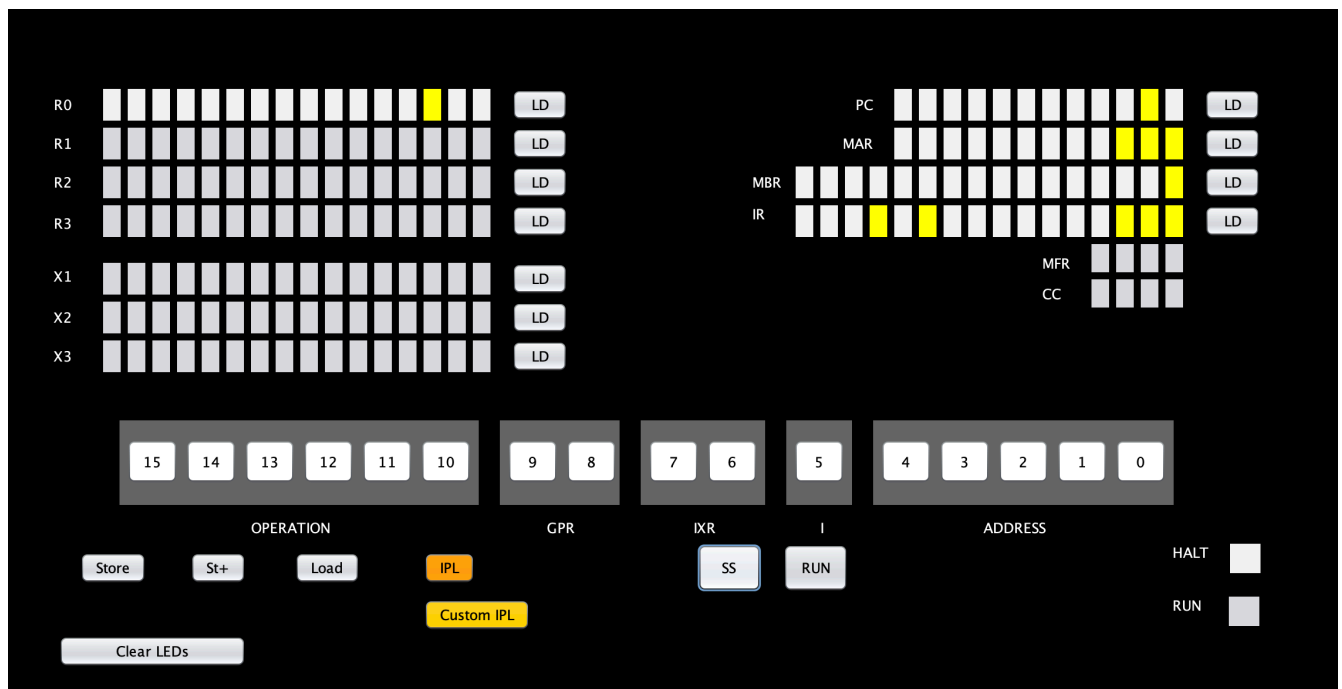 R0 LD PC LD
R1 LD MAR LD
R2 LD MBR LD
R3 LD IR LD
MFR
X1 LD CC
X2 LD
X3 LD
15 14 13 12 11 10 9 8 7 6 5 4 3 2 1 0
OPERATION GPR IXR I ADDRESS
Store St+ Load IPL SS RUN HALT
Custom IPL RUN
Clear LEDs